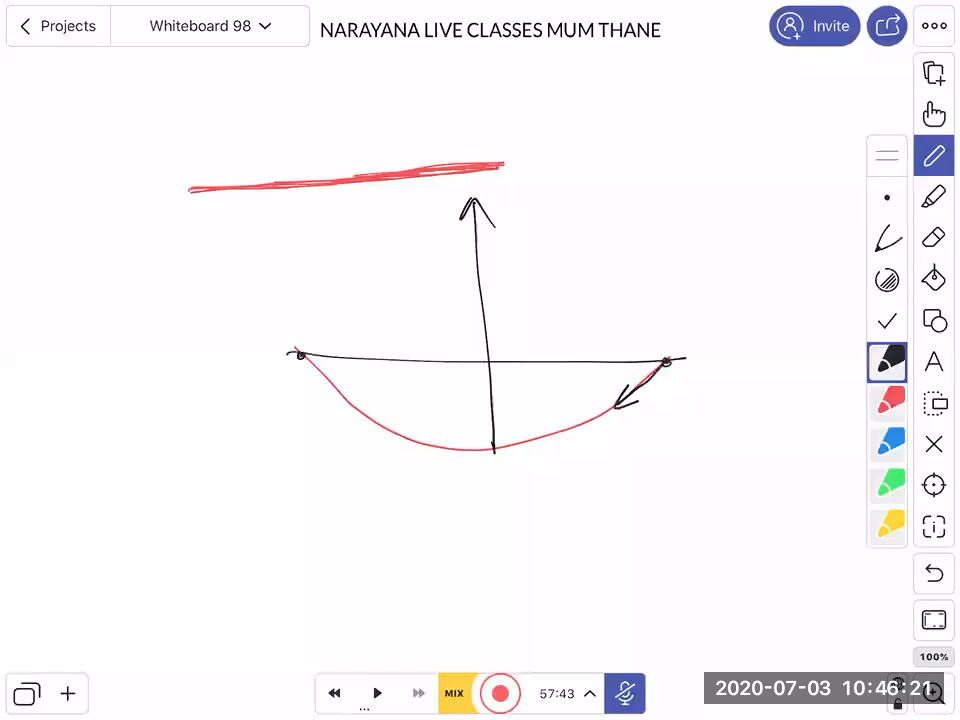 Projects
Whiteboard 98
NARAYANA LIVE CLASSES MUM THANE
Invite
A
100%
MIX
57:43
2020-07-03 10:46:21